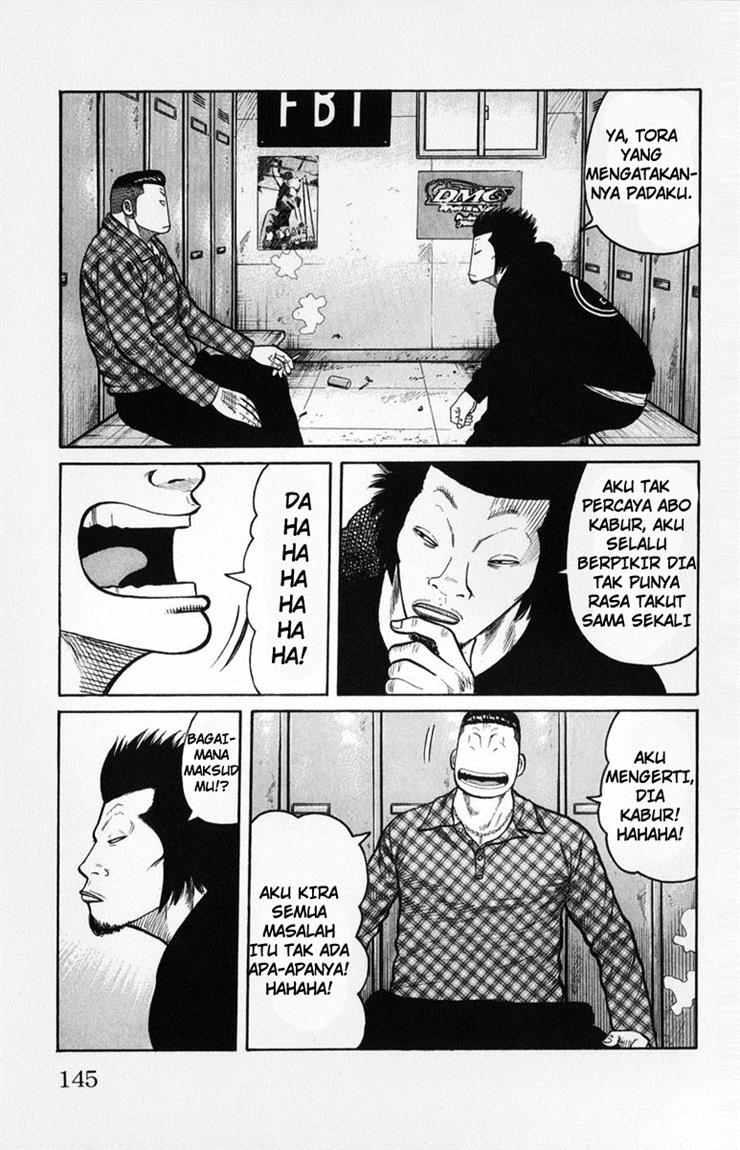 FBI
DMC
YA, TORA
YANG
MENGATAKAN-
NYA PADAKU.
AKU TAK
PERCAYA ABO
KABUR, AKU
SELALU
BERPIKIR DIA
TAK PUNYA
RASA TAKUT
SAMA SEKALI
DA
HA
HA
HA
HA
HA
HA!
AKU
MENGERTI,
DIA
KABUR!
HAHAHA!
AKU KIRA
SEMUA
MASALAH
ITU TAK ADA
APA-APANYA!
HAHAHA!
BAGAI-
MANA
MAKSUD
MU!?
145